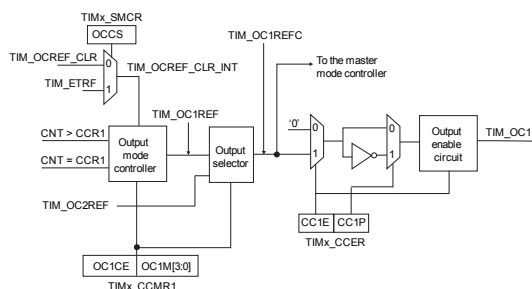 TIMx_SMCR
OCCS
TIM_OCREF_CLR
0
TIM_OCREF_CLR_INT
TIM_ETRF
1
TIM_OC1REFC
To the master
mode controller
TIM_OC1REF
CNT > CCR1
CNT = CCR1
Output
mode
controller
Output
selector
TIM_OC2REF
'0'
0
1
0
1
Output
enable
circuit
TIM_OC1
CC1E
CC1P
TIMx_CCER
OC1CE
OC1M[3:0]
TIMx_CCMR1